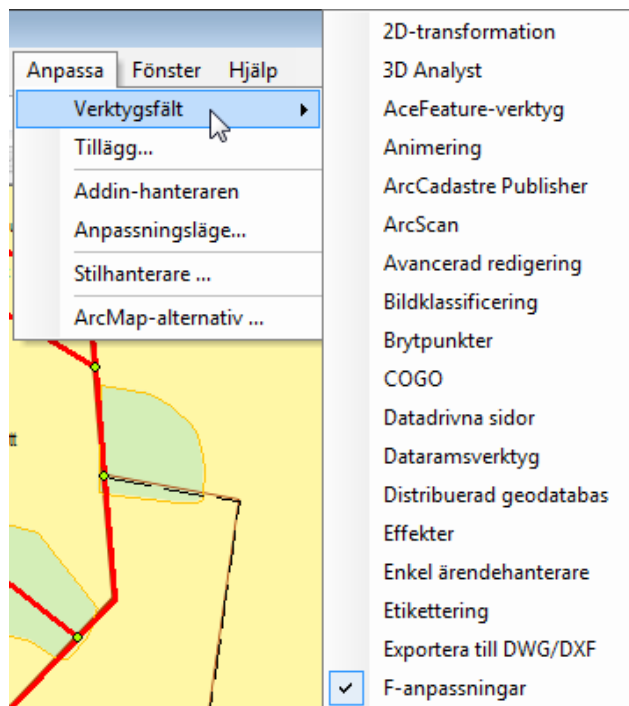 Anpassa Fönster Hjälp
Verktygsfält
Tillägg...
Addin-hanteraren
Anpassningsläge...
Stilhanterare ...
ArcMap-alternativ ...
2D-transformation
3D Analyst
AceFeature-verktyg
Animering
ArcCadastre Publisher
ArcScan
Avancerad redigering
Bildklassificering
Brytpunkter
COGO
Datadrivna sidor
Dataramsverktyg
Distribuerad geodatabas
Effekter
Enkel ärendehanterare
Etikettering
Exportera till DWG/DXF
F-anpassningar